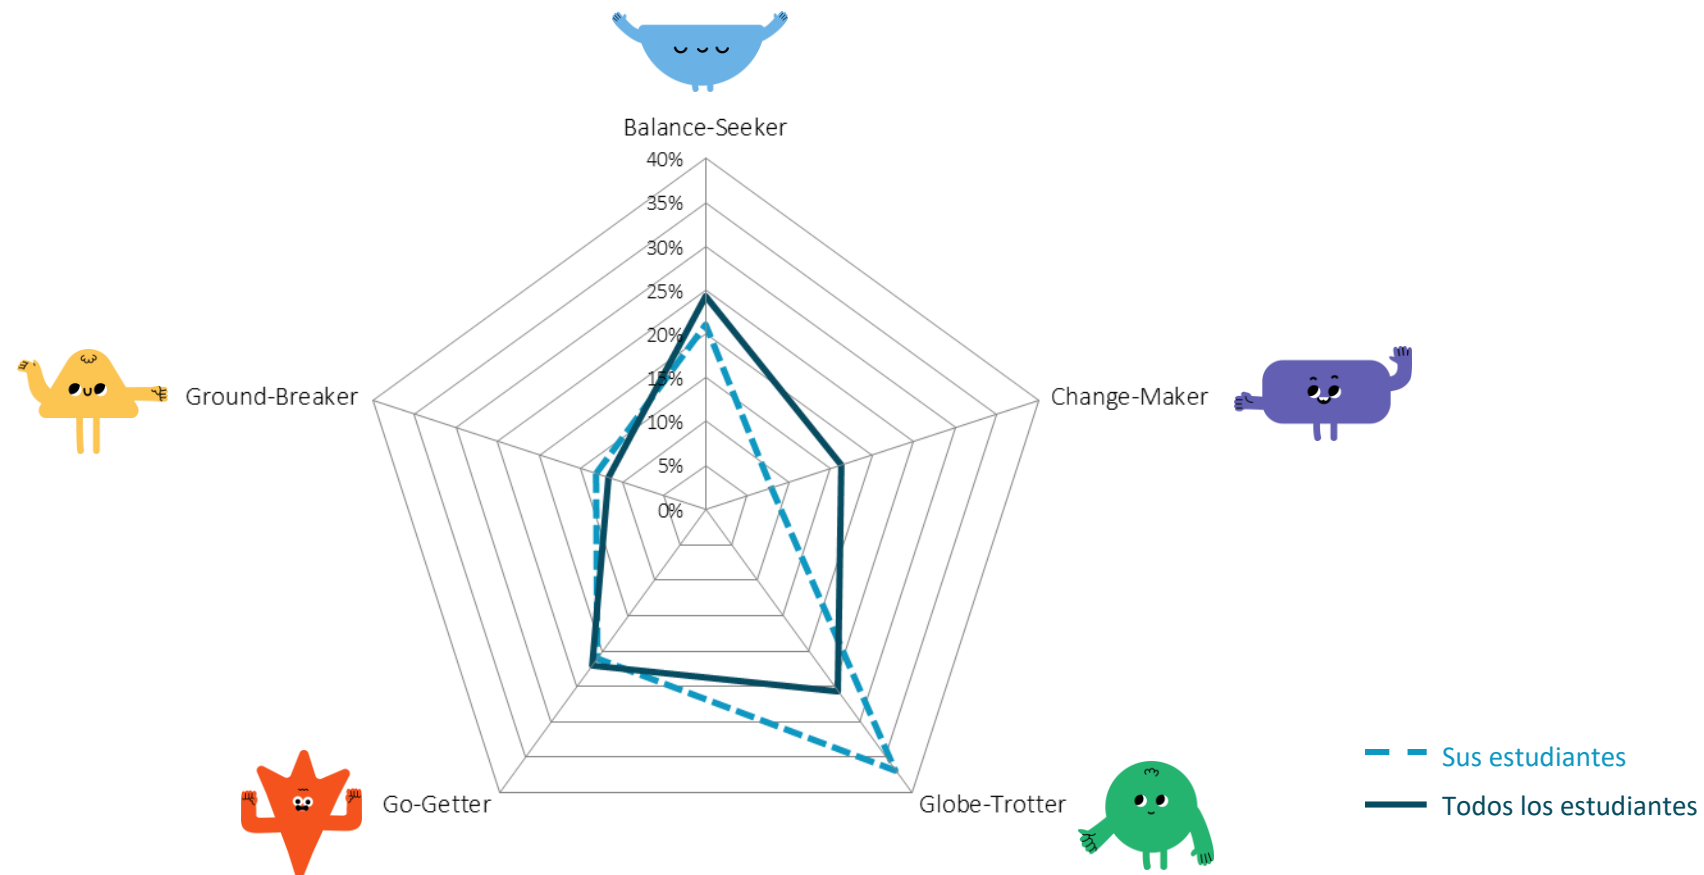 Balance-Seeker
40%
35%
30%
25%
20%
15%
10%
5%
0%
Ground-Breaker
Change-Maker
Go-Getter
Globe-Trotter
Sus estudiantes
Todos los estudiantes